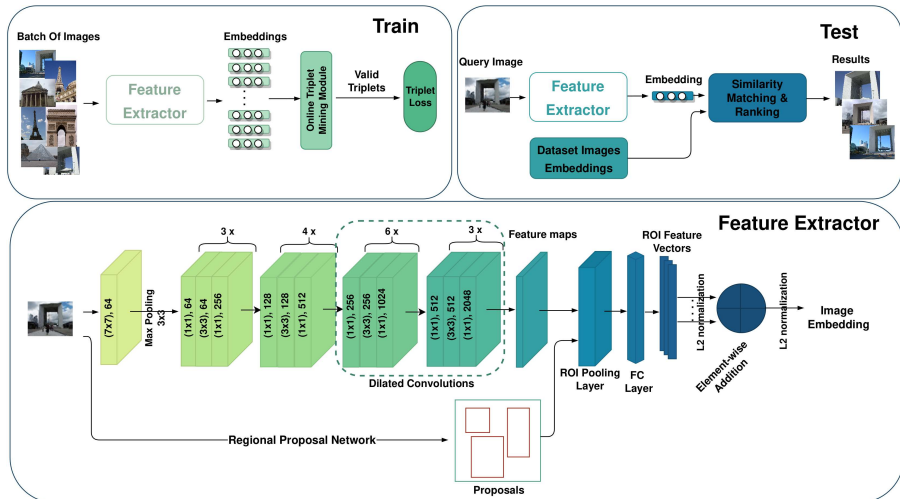 Train
Batch Of Images
Embeddings
Feature
Extractor
Online Triplet
Mining Module
Valid
Triplets
Triplet
Loss
Test
Query Image
Feature
Extractor
Embedding
Dataset Images
Embeddings
Similarity
Matching &
Ranking
Results
Feature Extractor
(7x7), 64
Max Popling
3x3
3 x
(1x1), 64
(3x3), 64
(1x1), 256
4 x
(1x1), 128
(3x3), 128
(1x1), 512
6 x
(1x1), 256
(3x3), 256
(1x1), 1024
3 x
(1x1), 512
(3x3), 512
(1x1), 2048
Dilated Convolutions
Feature maps
ROI Pooling
Layer
FC
Layer
ROI Feature
Vectors
L2 normalization
Element-wise
Addition
L2 normalization
Image
Embedding
Regional Proposal Network
Proposals